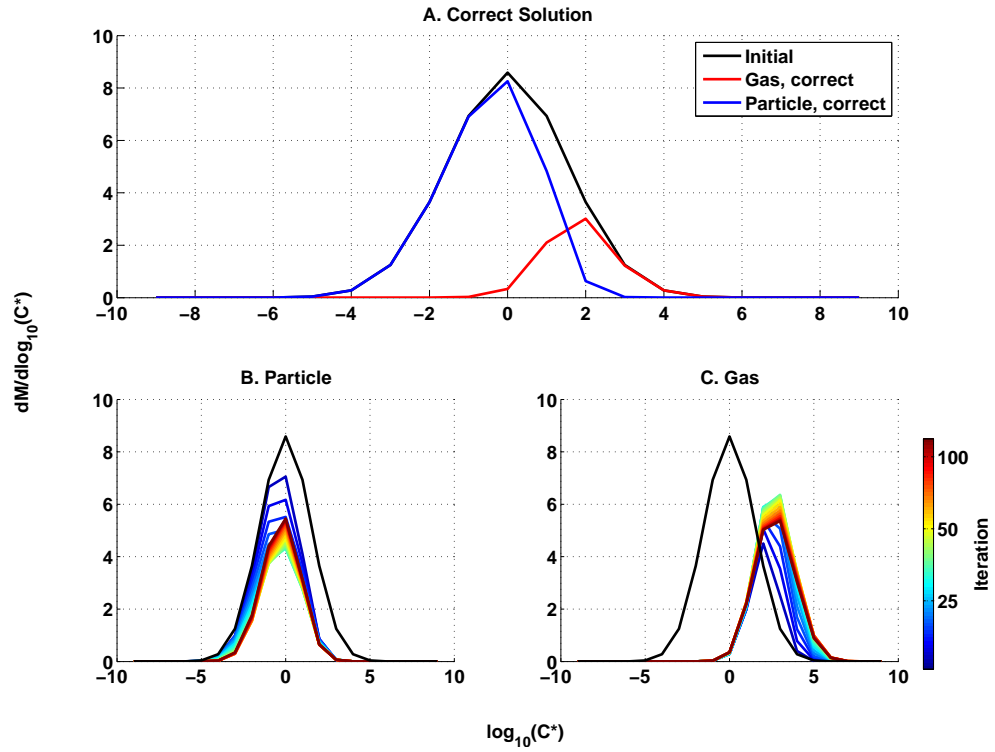 A. Correct Solution
10
8
6
4
2
0
−10 −8 −6 −4 −2 0 2 4 6 8 10
Initial
Gas, correct
Particle, correct
dM/dlog10(C*)
B. Particle
10
8
6
4
2
0
−10 −5 0 5 10
C. Gas
10
8
6
4
2
0
−10 −5 0 5 10
100
50
25
Iteration
log10(C*)